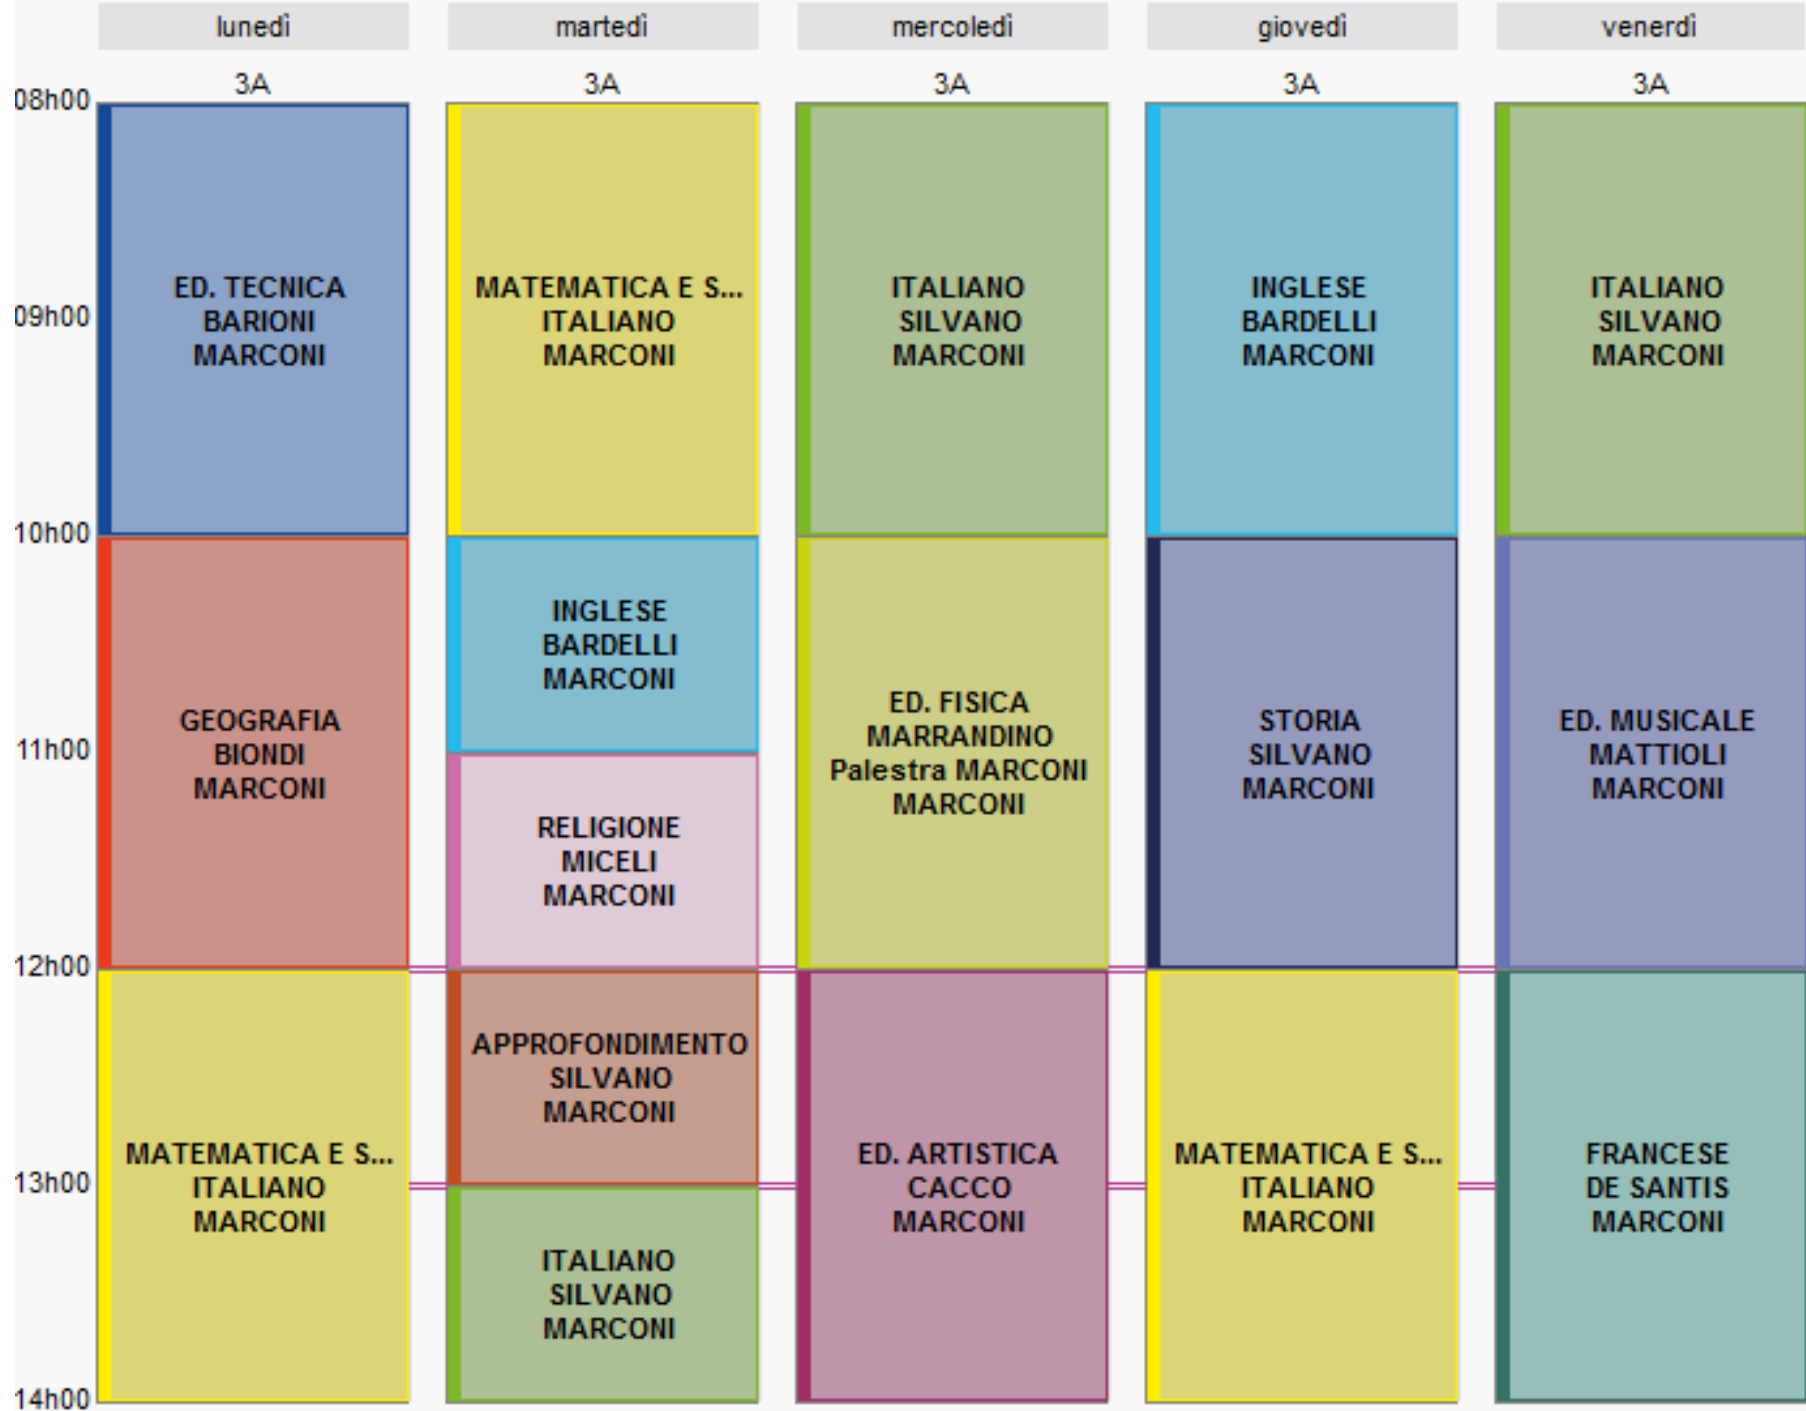 lunedì
martedì
mercoledì
giovedì
venerdì
3A
3A
3A
3A
3A
08h00
09h00
10h00
11h00
12h00
13h00
14h00
ED. TECNICA
BARIONI
MARCONI
GEOGRAFIA
BIONDI
MARCONI
MATEMATICA E S...
ITALIANO
MARCONI
MATEMATICA E S...
ITALIANO
MARCONI
INGLESE
BARDELLI
MARCONI
RELIGIONE
MICELI
MARCONI
APPROFONDIMENTO
SILVANO
MARCONI
ITALIANO
SILVANO
MARCONI
ITALIANO
SILVANO
MARCONI
ED. FISICA
MARRANDINO
Palestra MARCONI
MARCONI
ED. ARTISTICA
CACCO
MARCONI
INGLESE
BARDELLI
MARCONI
STORIA
SILVANO
MARCONI
MATEMATICA E S...
ITALIANO
MARCONI
ITALIANO
SILVANO
MARCONI
ED. MUSICALE
MATTIOLI
MARCONI
FRANCESE
DE SANTIS
MARCONI